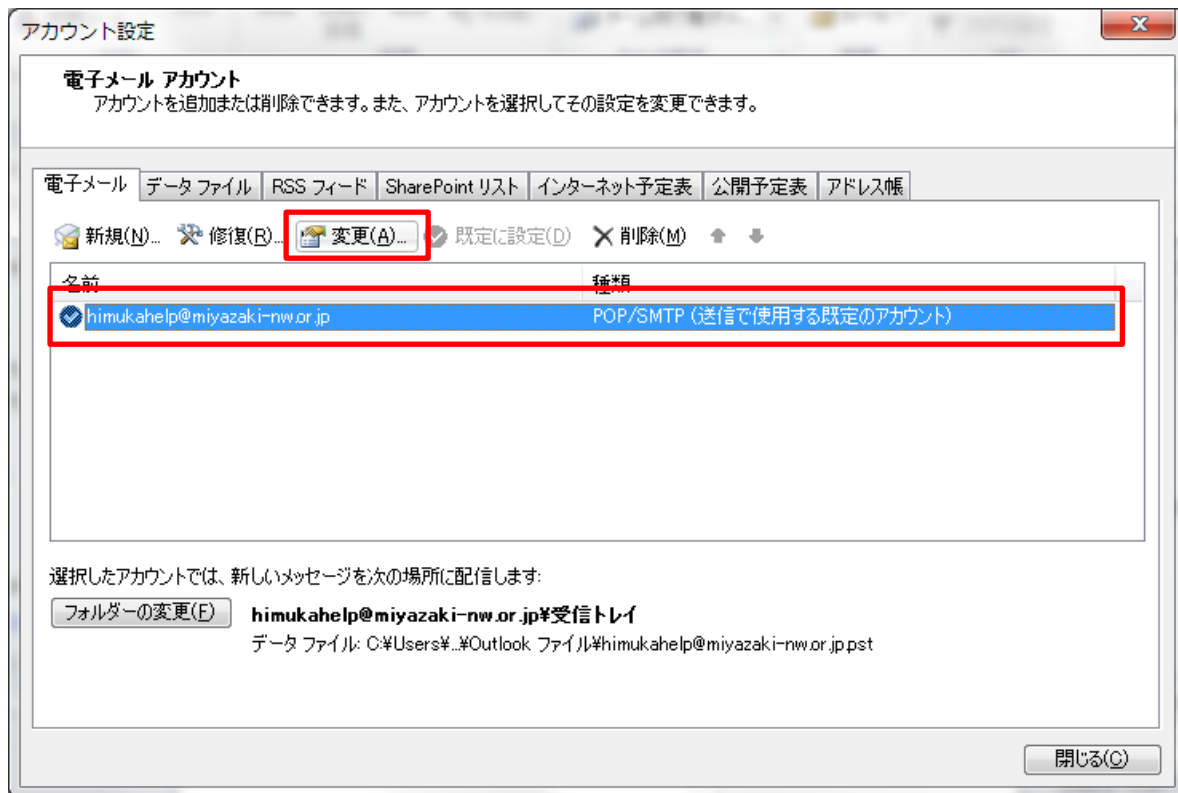 アカウント設定
電子メール アカウント
アカウントを追加または削除できます。また、アカウントを選択してその設定を変更できます。
電子メール データ ファイル RSS フィード SharePoint リスト インターネット予定表 公開予定表 アドレス帳
新規(N)... 修復(R)... 変更(A)... 既定に設定(D) 削除(M)
名前 種類
himukahelp@miyazaki-nw.or.jp POP/SMTP (送信で使用する既定のアカウント)
選択したアカウントでは、新しいメッセージを次の場所に配信します:
フォルダーの変更(F) himukahelp@miyazaki-nw.or.jp¥受信トレイ
データ ファイル: C:¥Users¥...¥Outlook ファイル¥himukahelp@miyazaki-nw.or.jp.pst
閉じる(C)